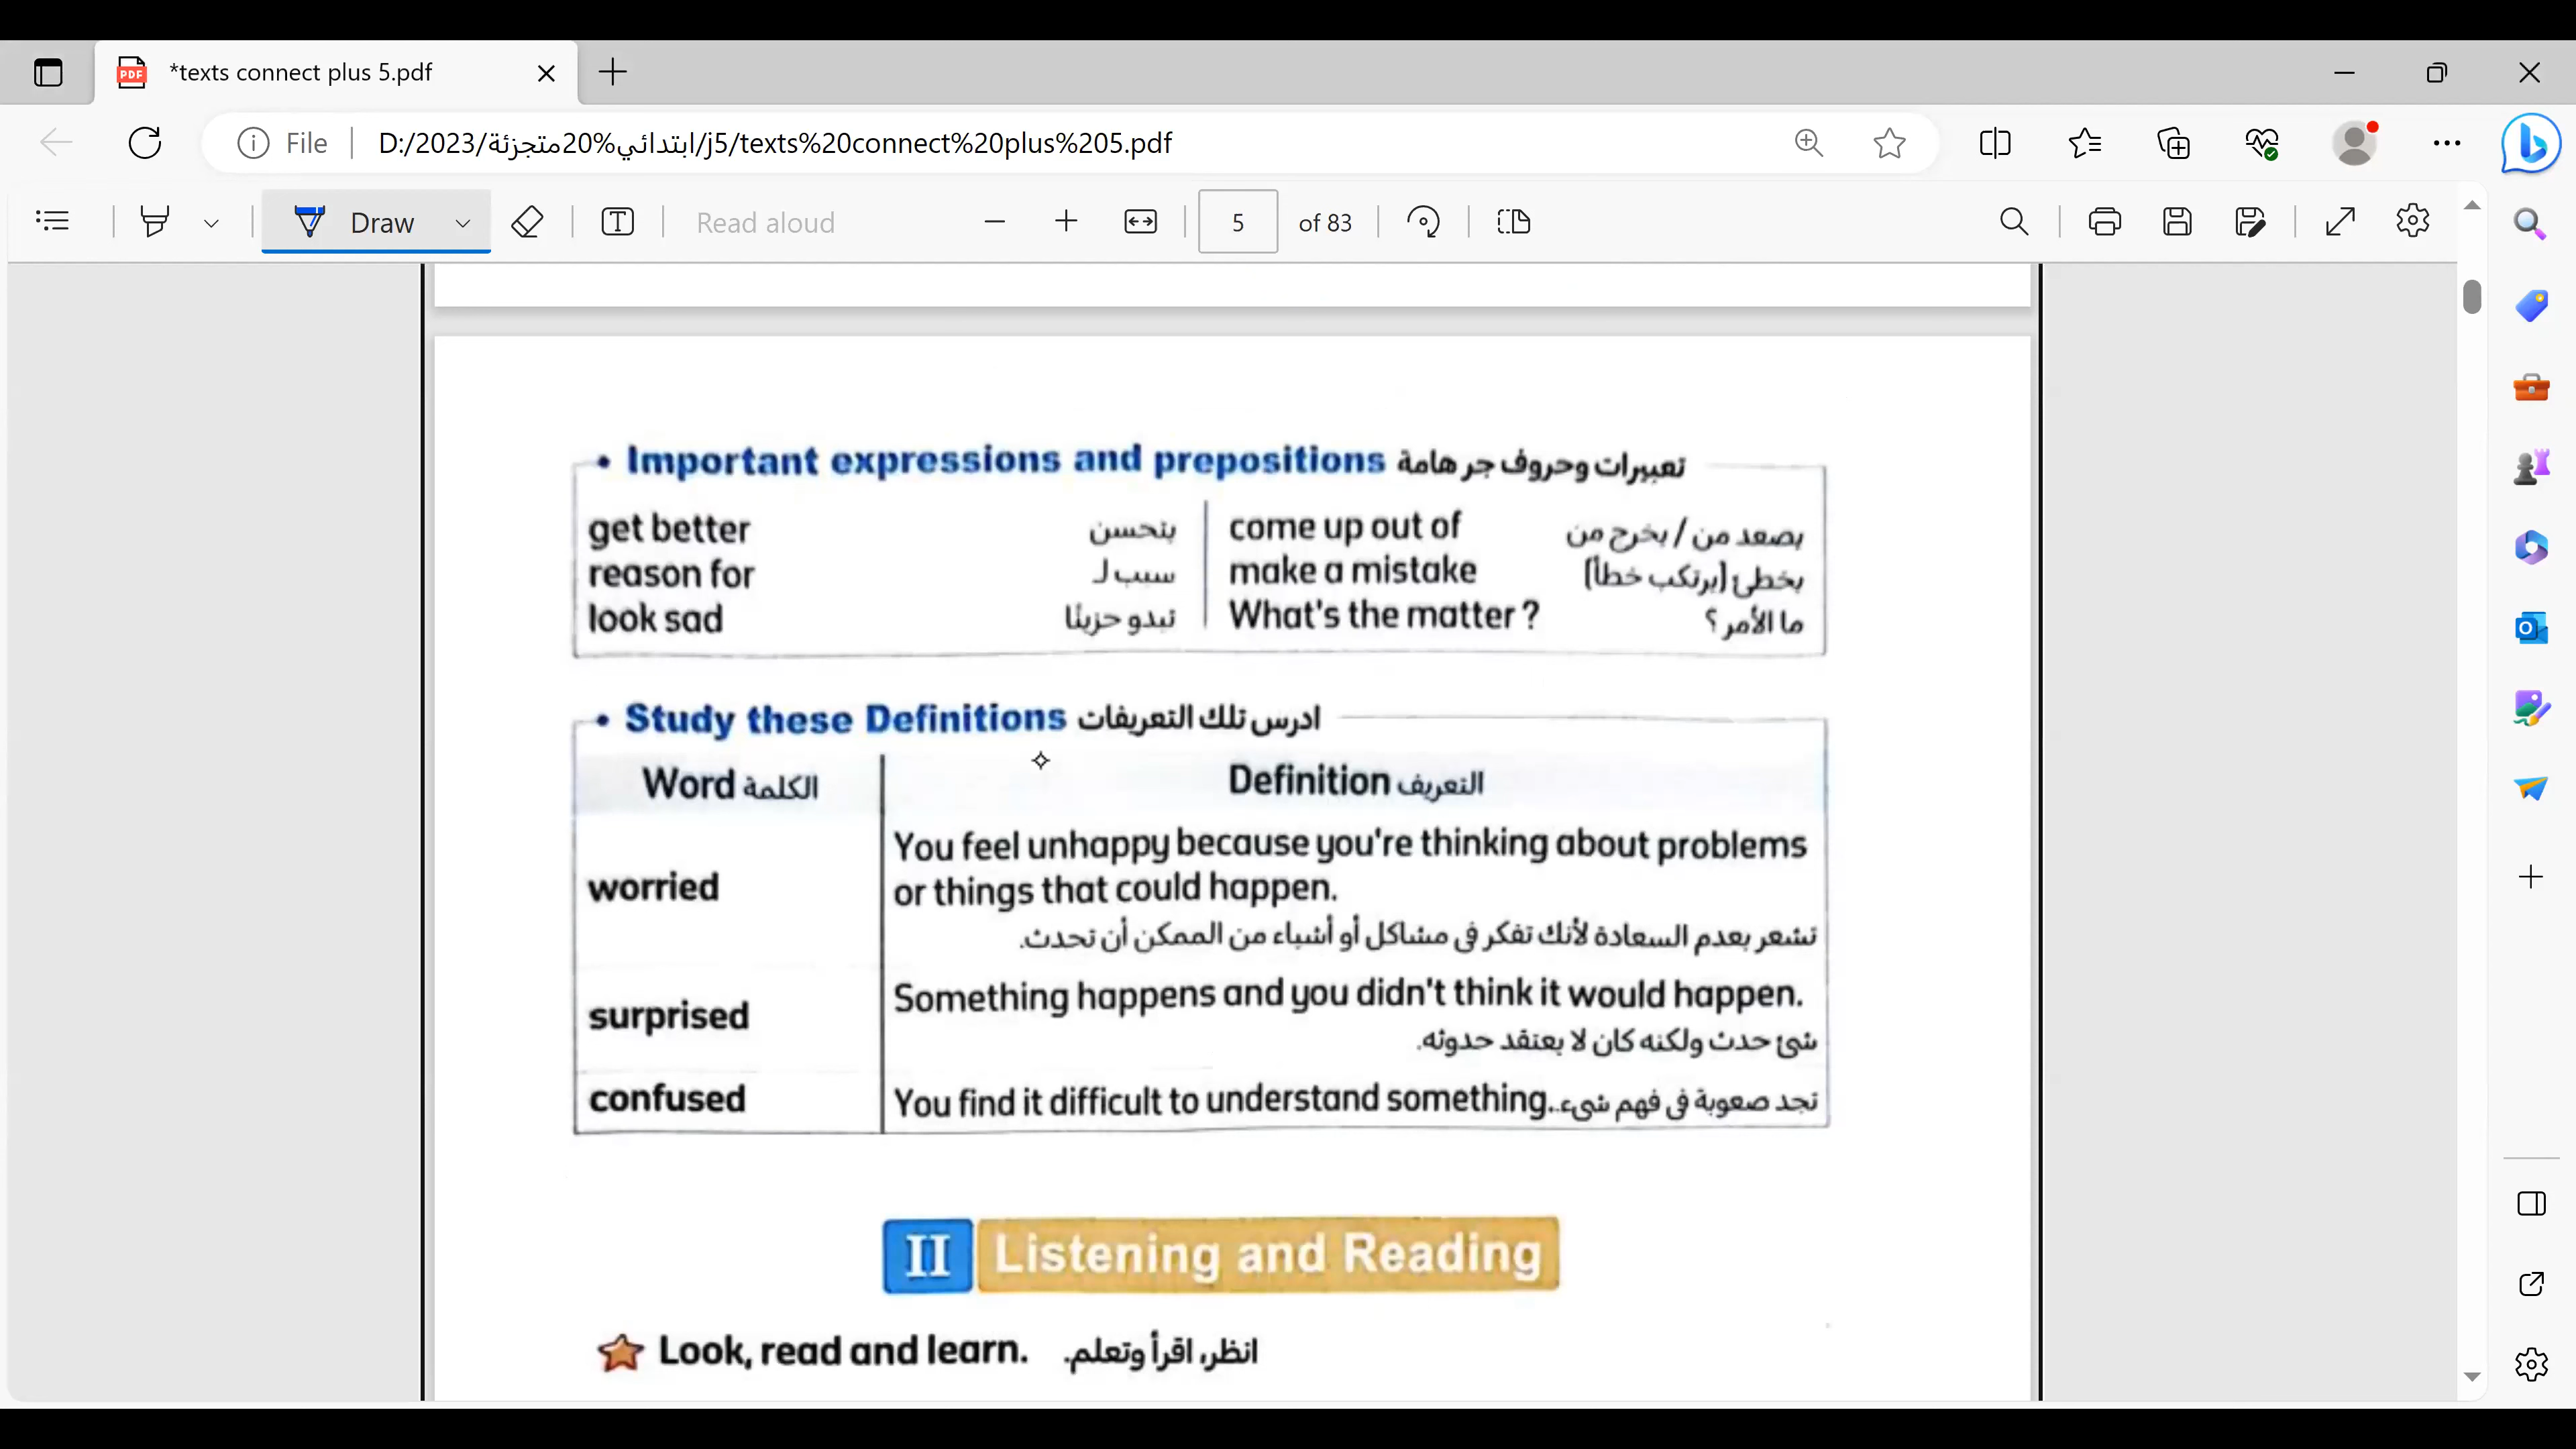 *texts connect plus 5.pdf
File
D:/2023/ابتدائي%20متجزئة/j5/texts%20connect%20plus%205.pdf
Draw
Read aloud
5 of 83
• Important expressions and prepositions تعبيرات وحروف جر هامة
get better يتحسن
reason for سبب لـ
look sad تبدو حزينًا
come up out of يصعد من / يخرج من
make a mistake يخطئ (يرتكب خطأ)
What's the matter ? ما الأمر؟
• Study these Definitions ادرس تلك التعريفات
Word الكلمة
Definition التعريف
worried
You feel unhappy because you're thinking about problems
or things that could happen.
تشعر بعدم السعادة لأنك تفكر فى مشاكل أو أشياء من الممكن أن تحدث.
surprised
Something happens and you didn't think it would happen.
شئ حدث ولكنه كان لا يعتقد حدوثه.
confused
You find it difficult to understand something. تجد صعوبة فى فهم شىء.
II Listening and Reading
Look, read and learn. انظر، اقرأ وتعلم.